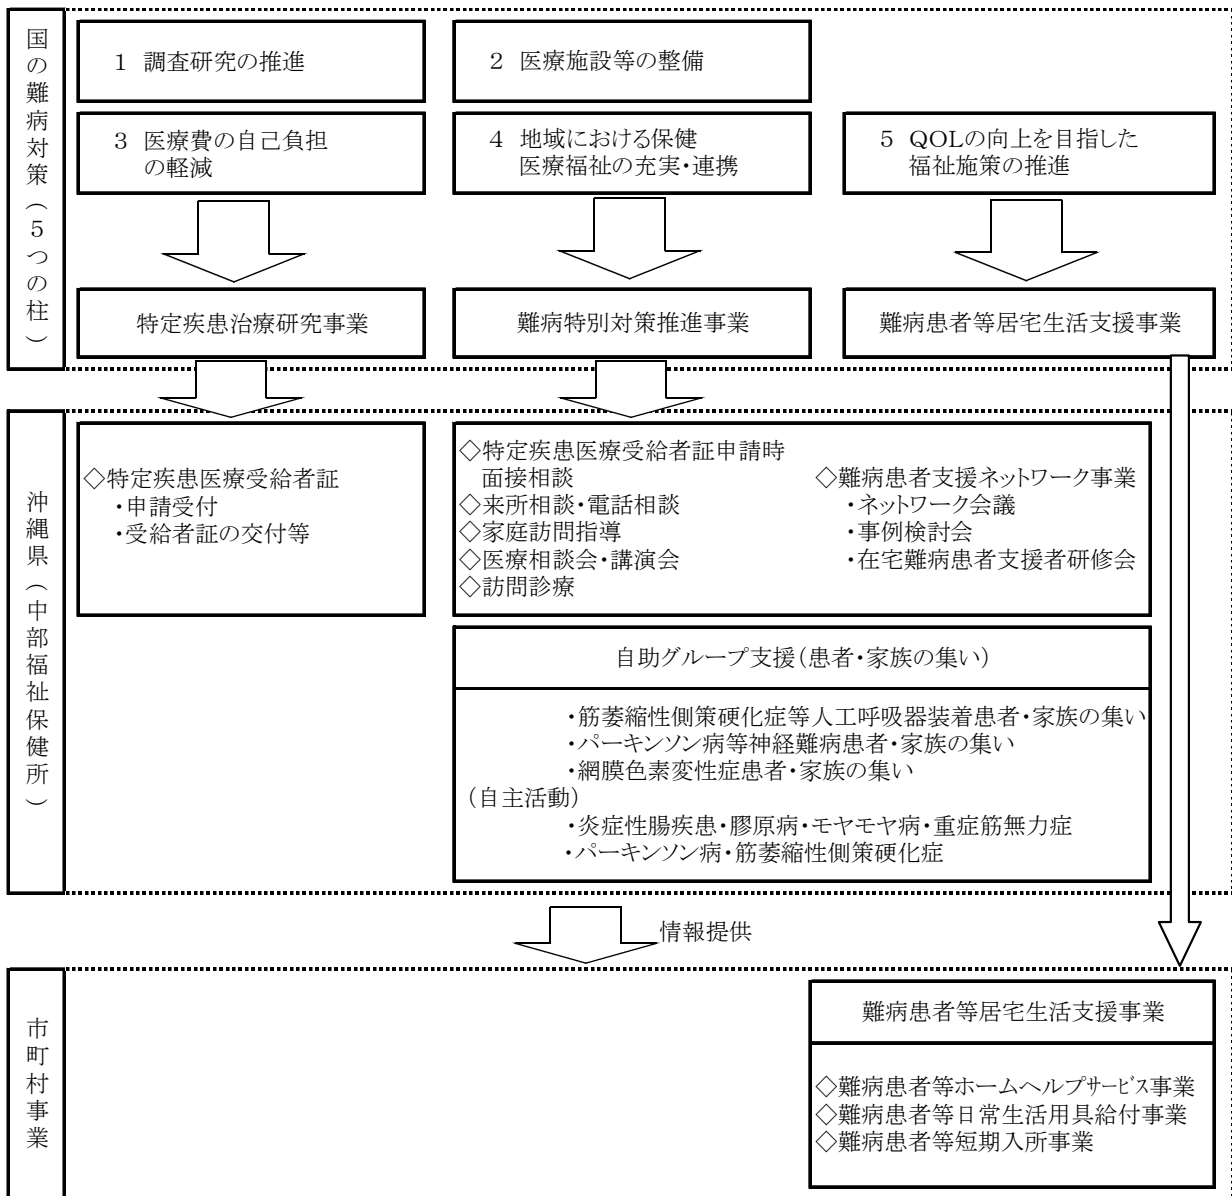 国の難病対策(5つの柱)
1 調査研究の推進
2 医療施設等の整備
3 医療費の自己負担
の軽減
4 地域における保健
医療福祉の充実・連携
5 QOLの向上を目指した
福祉施策の推進
特定疾患治療研究事業
難病特別対策推進事業
難病患者等居宅生活支援事業
沖縄県(中部福祉保健所)
◇特定疾患医療受給者証
・申請受付
・受給者証の交付等
◇特定疾患医療受給者証申請時
面接相談
◇来所相談・電話相談
◇家庭訪問指導
◇医療相談会・講演会
◇訪問診療
◇難病患者支援ネットワーク事業
・ネットワーク会議
・事例検討会
・在宅難病患者支援者研修会
自助グループ支援(患者・家族の集い)
・筋萎縮性側策硬化症等人工呼吸器装着患者・家族の集い
・パーキンソン病等神経難病患者・家族の集い
・網膜色素変性症患者・家族の集い
(自主活動)
・炎症性腸疾患・膠原病・モヤモヤ病・重症筋無力症
・パーキンソン病・筋萎縮性側策硬化症
情報提供
市町村事業
難病患者等居宅生活支援事業
◇難病患者等ホームヘルプサービス事業
◇難病患者等日常生活用具給付事業
◇難病患者等短期入所事業